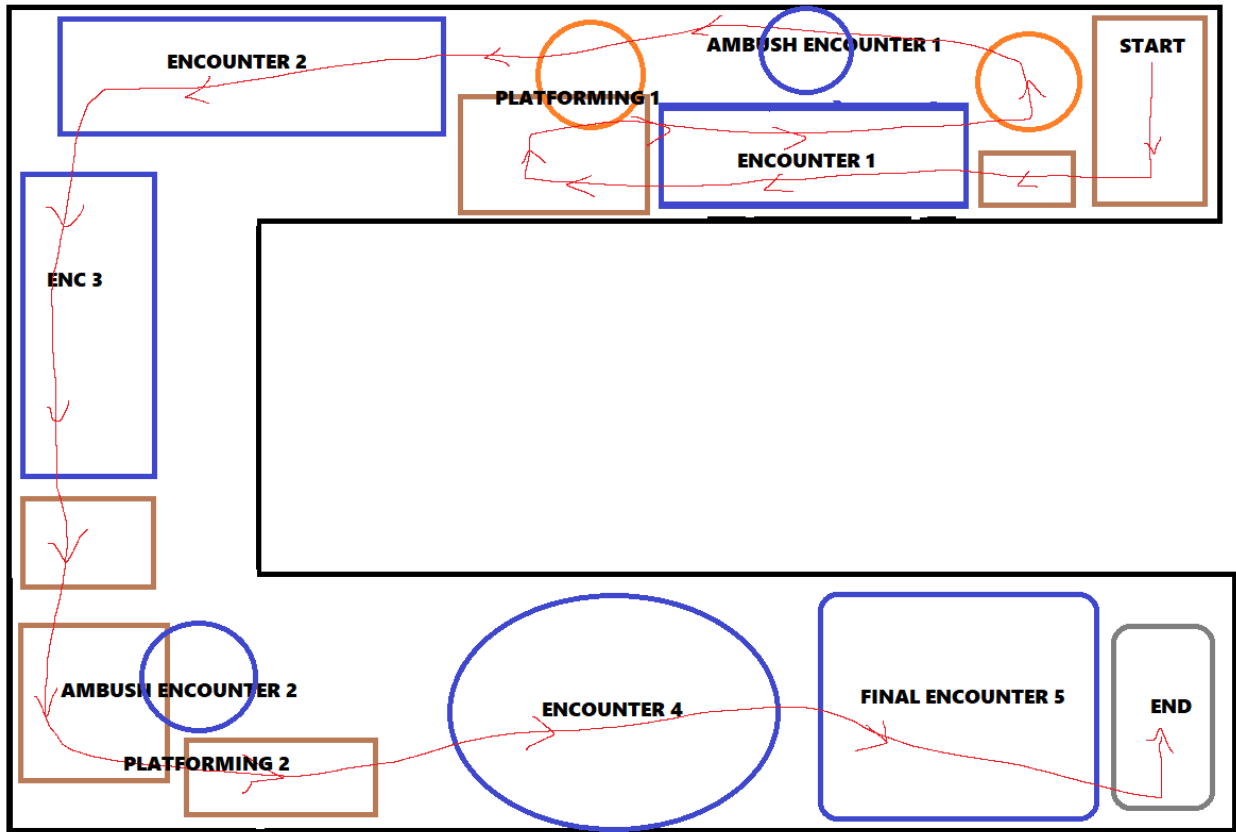 START
AMBUSH ENCOUNTER 1
ENCOUNTER 2
PLATFORMING 1
ENCOUNTER 1
ENC 3
AMBUSH ENCOUNTER 2
PLATFORMING 2
ENCOUNTER 4
FINAL ENCOUNTER 5
END